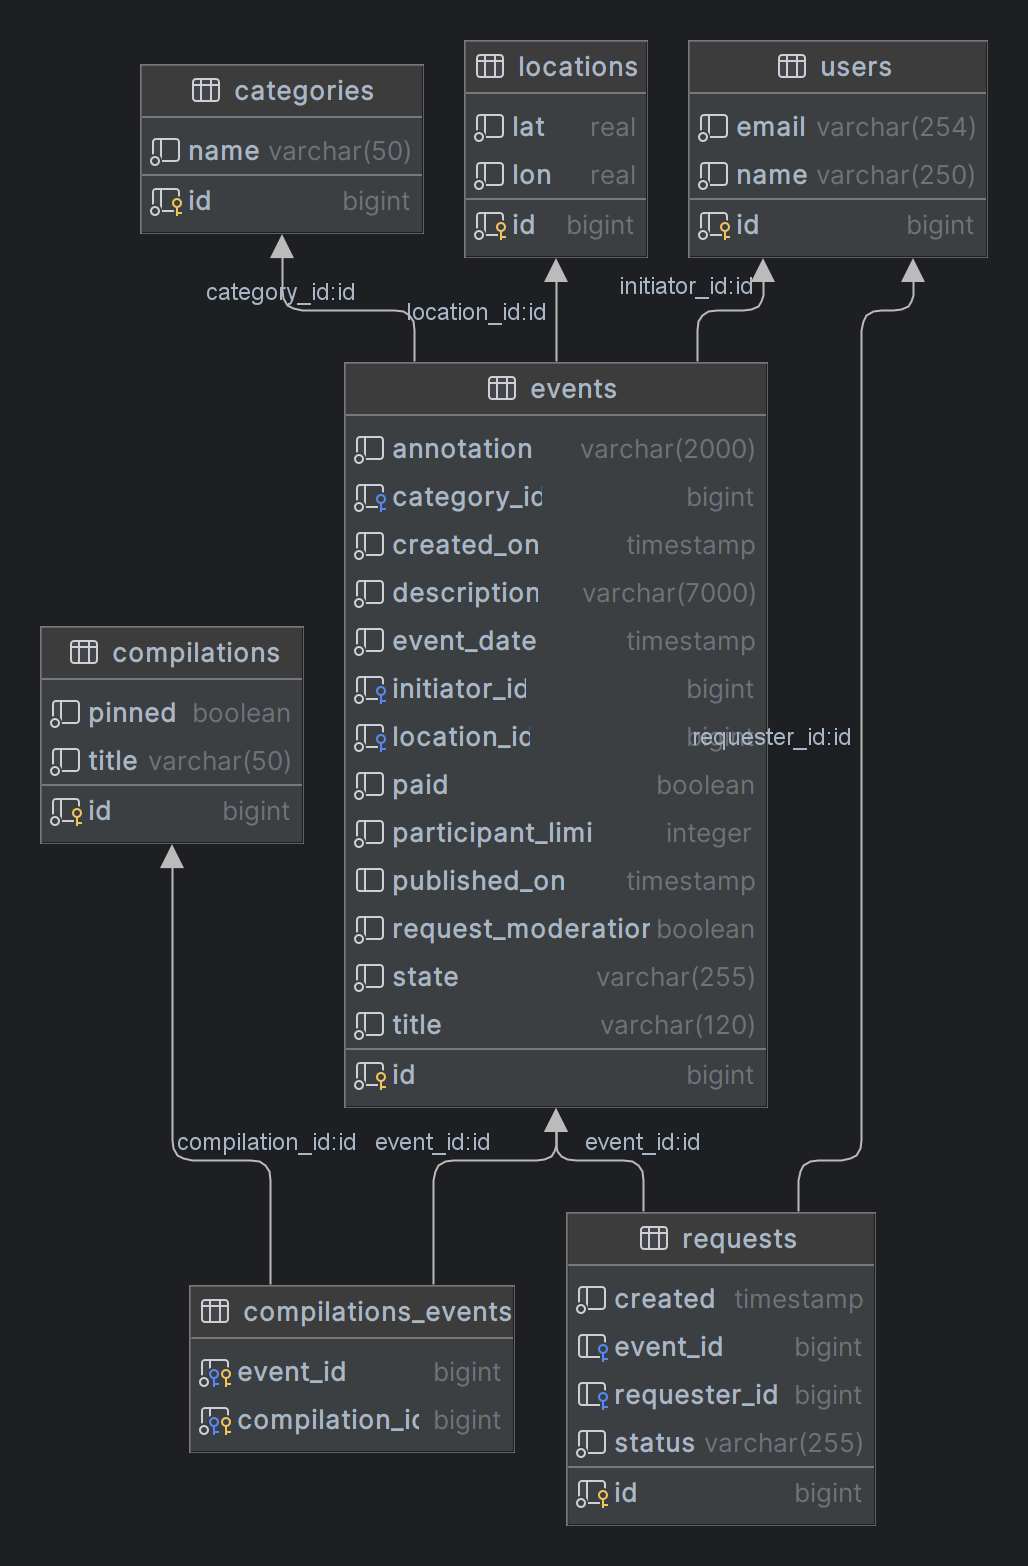 categories
name varchar(50)
id bigint
locations
lat real
lon real
id bigint
users
email varchar(254)
name varchar(250)
id bigint
category_id:id
location_id:id
initiator_id:id
events
annotation varchar(2000)
category_id bigint
created_on timestamp
description varchar(7000)
event_date timestamp
initiator_id bigint
location_id bigint
requester_id:id
paid boolean
participant_limi integer
published_on timestamp
request_moderation boolean
state varchar(255)
title varchar(120)
id bigint
compilations
pinned boolean
title varchar(50)
id bigint
compilation_id:id
event_id:id
event_id:id
compilations_events
event_id bigint
compilation_id bigint
requests
created timestamp
event_id bigint
requester_id bigint
status varchar(255)
id bigint